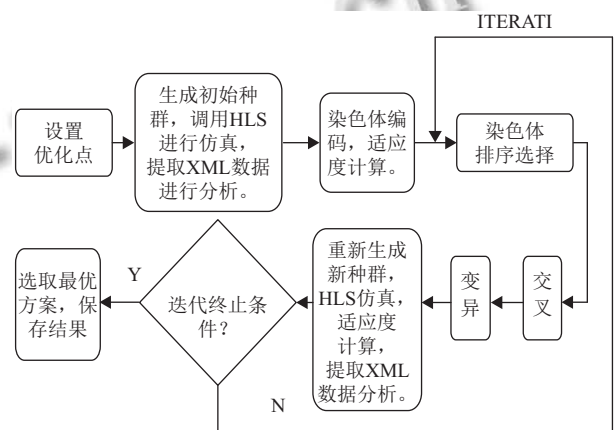 ITERATI
设置
优化点
生成初始种
群，调用HLS
进行仿真，
提取XML数据
进行分析。
染色体编
码，适应
度计算。
染色体
排序选择
选取最优
方案，保
存结果
Y
迭代终止条
件？
N
重新生成
新种群，
HLS仿真，
适应度
计算，
提取XML
数据分析。
变
异
交
叉